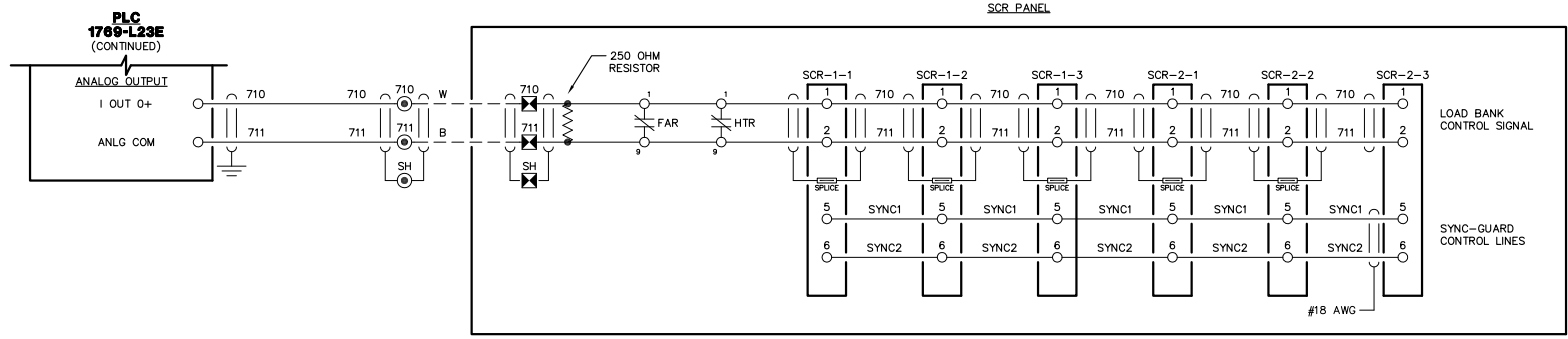 SCR PANEL
PLC
1769-L23E
(CONTINUED)
ANALOG OUTPUT
I OUT 0+
ANLG COM
710
711
710
711
710
711
SH
W
B
710
711
SH
250 OHM
RESISTOR
1
FAR
9
1
HTR
9
SCR-1-1
SCR-1-2
SCR-1-3
SCR-2-1
SCR-2-2
SCR-2-3
1 710 1 710 1 710 1 710 1 710 1
2 711 2 711 2 711 2 711 2 711 2
SPLICE SPLICE SPLICE SPLICE SPLICE
5 SYNC1 5 SYNC1 5 SYNC1 5 SYNC1 5 SYNC1 5
6 SYNC2 6 SYNC2 6 SYNC2 6 SYNC2 6 SYNC2 6
LOAD BANK
CONTROL SIGNAL
SYNC-GUARD
CONTROL LINES
#18 AWG